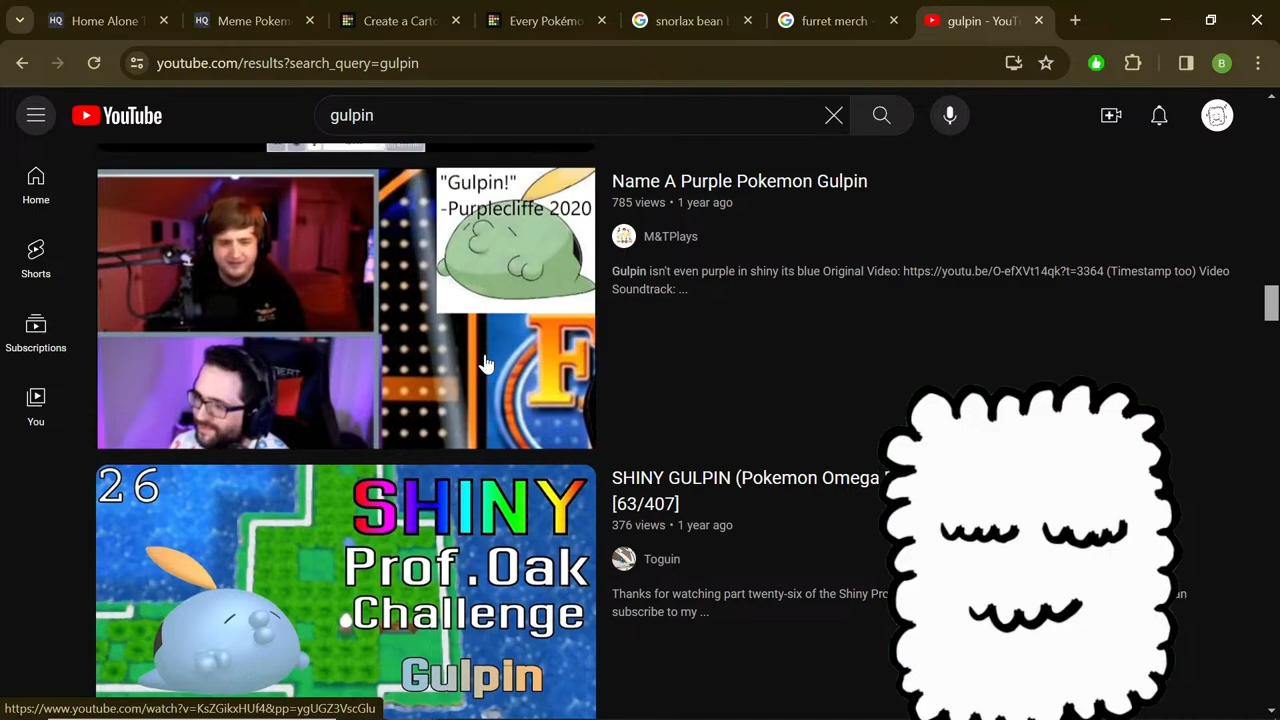 Home Alone T
Meme Pokem
Create a Carto
Every Pokémo
snorlax bean b
furret merch -
gulpin - YouT
youtube.com/results?search_query=gulpin
B
YouTube
gulpin
Home
Shorts
Subscriptions
You
"Gulpin!"
-Purplecliffe 2020
F
Name A Purple Pokemon Gulpin
785 views • 1 year ago
M&TPlays
Gulpin isn't even purple in shiny its blue Original Video: https://youtu.be/O-efXVt14qk?t=3364 (Timestamp too) Video
Soundtrack: ...
26
SHINY
Prof.Oak
Challenge
Gulpin
SHINY GULPIN (Pokemon Omega
[63/407]
376 views • 1 year ago
Toguin
Thanks for watching part twenty-six of the Shiny Pro
an
subscribe to my ...
https://www.youtube.com/watch?v=KsZGikxHUf4&pp=ygUGZ3VscGlu